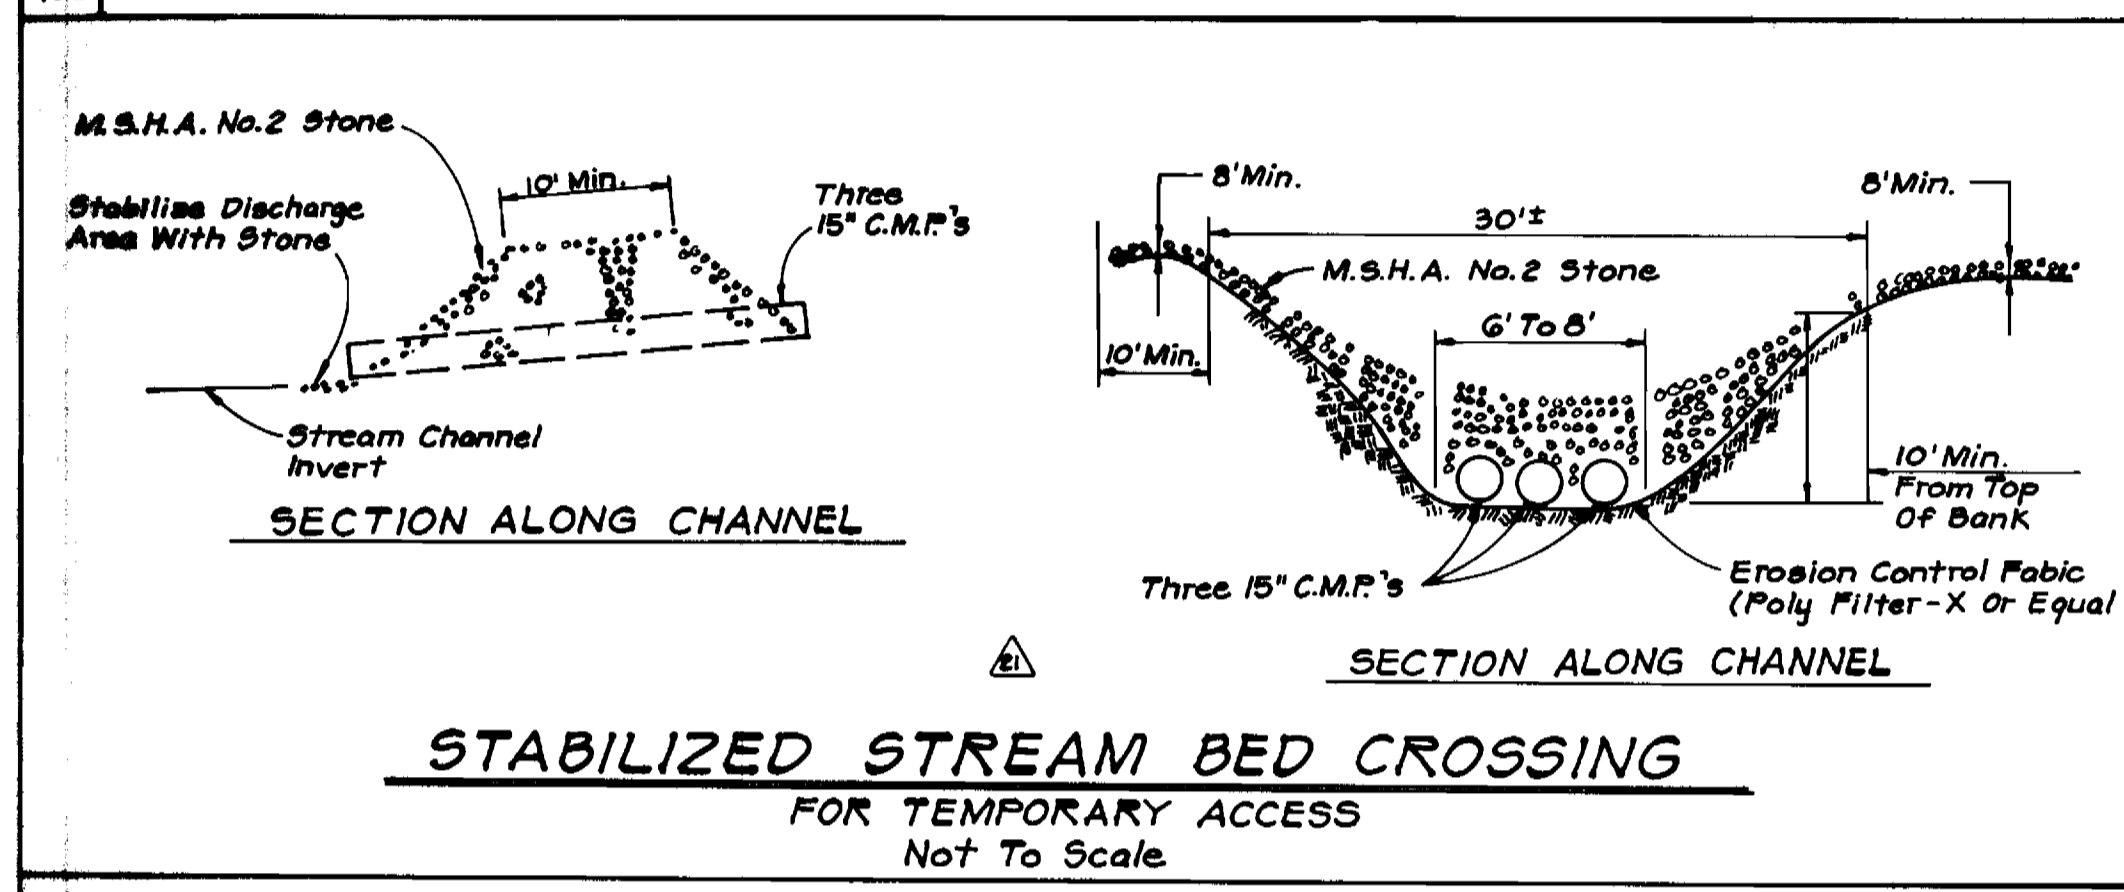 M.S.H.A. No.2 Stone
Stabilize Discharge
Area With Stone
10' Min.
Three
15" C.M.P.'s
Stream Channel
Invert
SECTION ALONG CHANNEL
8' Min.
8' Min.
30'±
M.S.H.A. No.2 Stone
6' To 8'
10' Min.
10' Min.
From Top
Of Bank
Three 15" C.M.P.'s
Erosion Control Fabic
(Poly Filter-X Or Equal
21
SECTION ALONG CHANNEL
STABILIZED STREAM BED CROSSING
FOR TEMPORARY ACCESS
Not To Scale